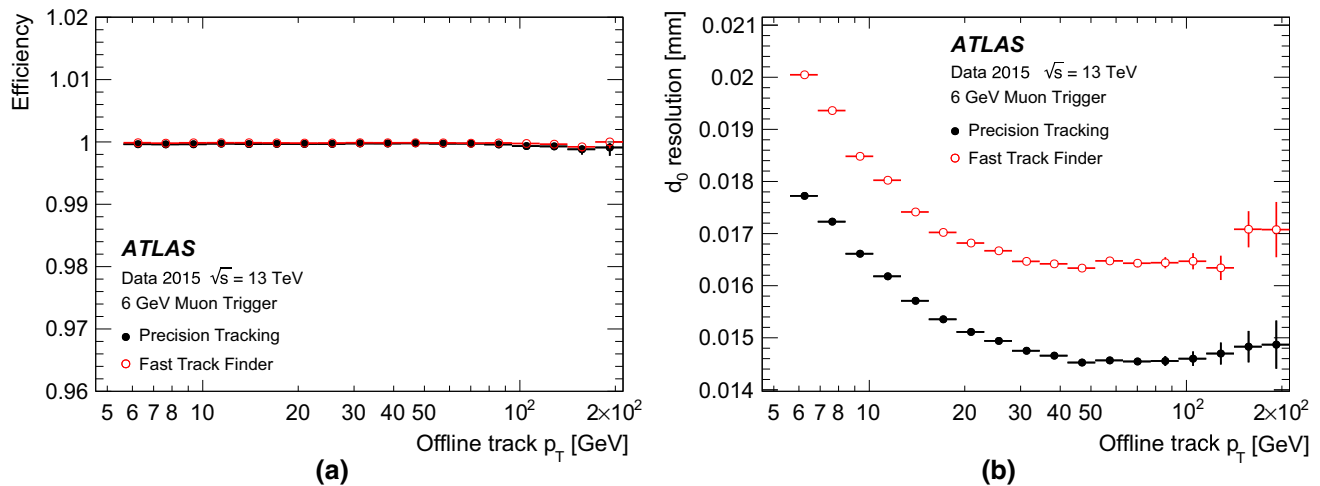 Efficiency
1.02
1.01
1
0.99
0.98
0.97
0.96
ATLAS
Data 2015 √s = 13 TeV
6 GeV Muon Trigger
Precision Tracking
Fast Track Finder
5 6 7 8 10 20 30 40 50 10² 2×10²
Offline track p_T [GeV]
(a)
d₀ resolution [mm]
0.021
0.02
0.019
0.018
0.017
0.016
0.015
0.014
ATLAS
Data 2015 √s = 13 TeV
6 GeV Muon Trigger
Precision Tracking
Fast Track Finder
5 6 7 8 10 20 30 40 50 10² 2×10²
Offline track p_T [GeV]
(b)